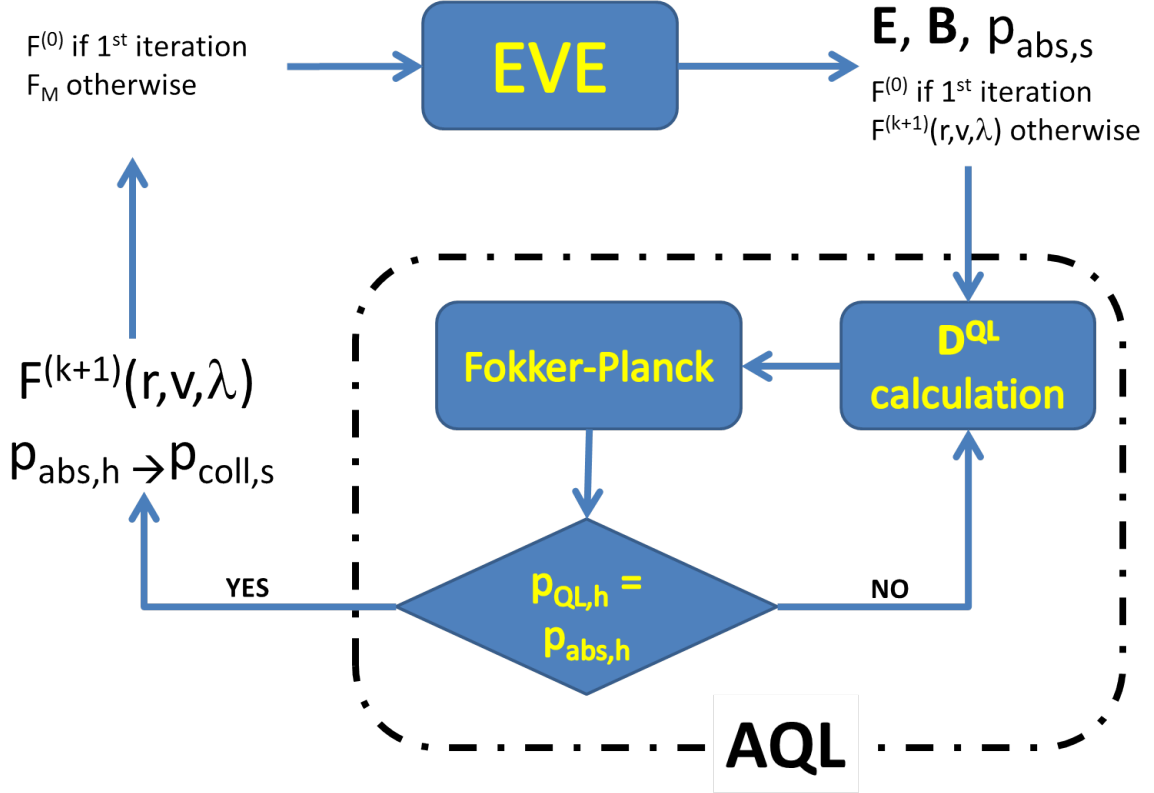 F⁽⁰⁾ if 1ˢᵗ iteration
F_M otherwise
EVE
E, B, p_abs,s
F⁽⁰⁾ if 1ˢᵗ iteration
F⁽ᵏ⁺¹⁾(r,v,λ) otherwise
D^QL
calculation
Fokker-Planck
p_QL,h =
p_abs,h
YES
NO
F⁽ᵏ⁺¹⁾(r,v,λ)
p_abs,h → p_coll,s
AQL